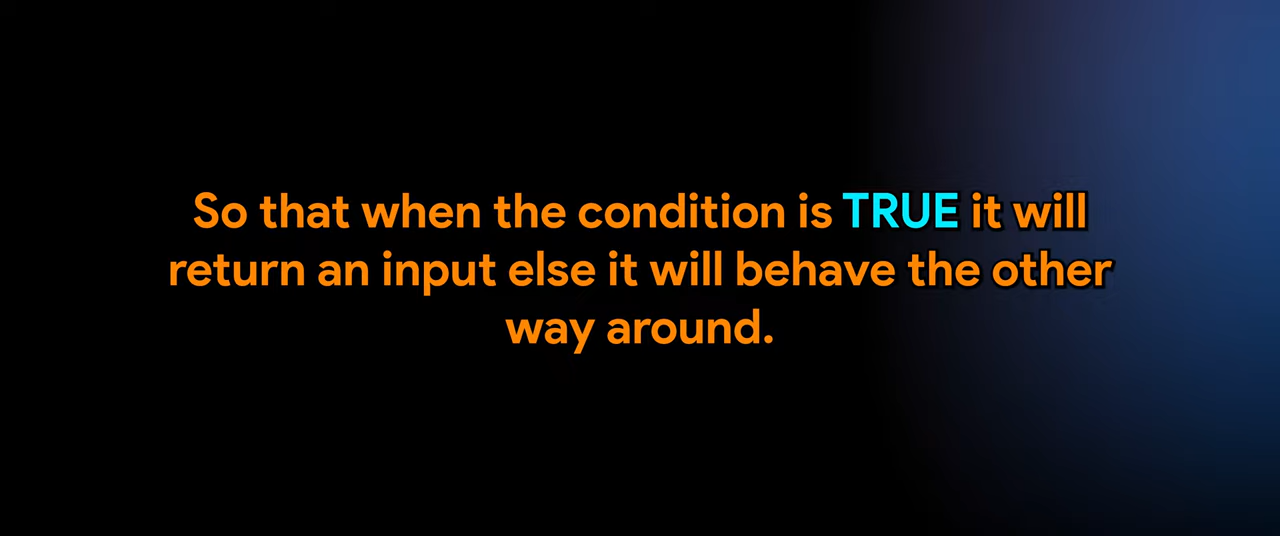 So that when the condition is TRUE it will
return an input else it will behave the other
way around.